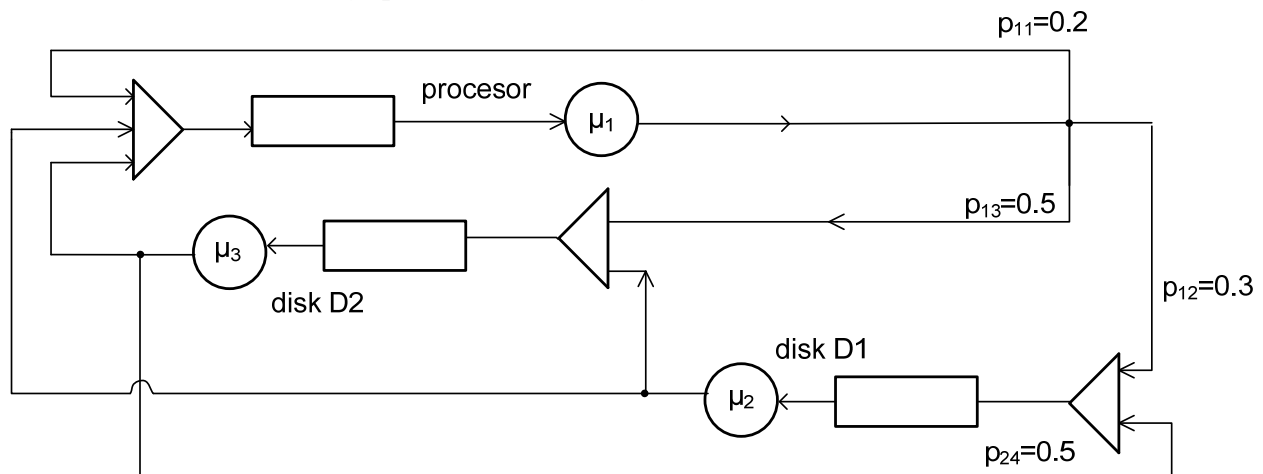 p11=0.2
procesor
μ1
p13=0.5
μ3
disk D2
p12=0.3
disk D1
μ2
p24=0.5